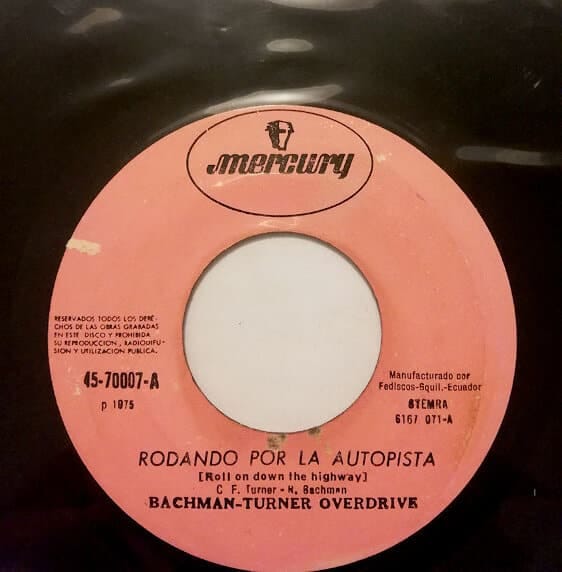 mercury
RESERVADOS TODOS LOS DERE-
CHOS DE LAS OBRAS GRABADAS
EN ESTE DISCO Y PROHIBIDA
SU REPRODUCCION, RADIODIFU-
SION Y UTILIZACION PUBLICA.
45-70007-A
p 1975
Manufacturado por
Fediscos-Gquil.-Ecuador
STEMRA
6167 071-A
RODANDO POR LA AUTOPISTA
[Roll on down the highway]
C F. Turner - R. Bachman
BACHMAN-TURNER OVERDRIVE